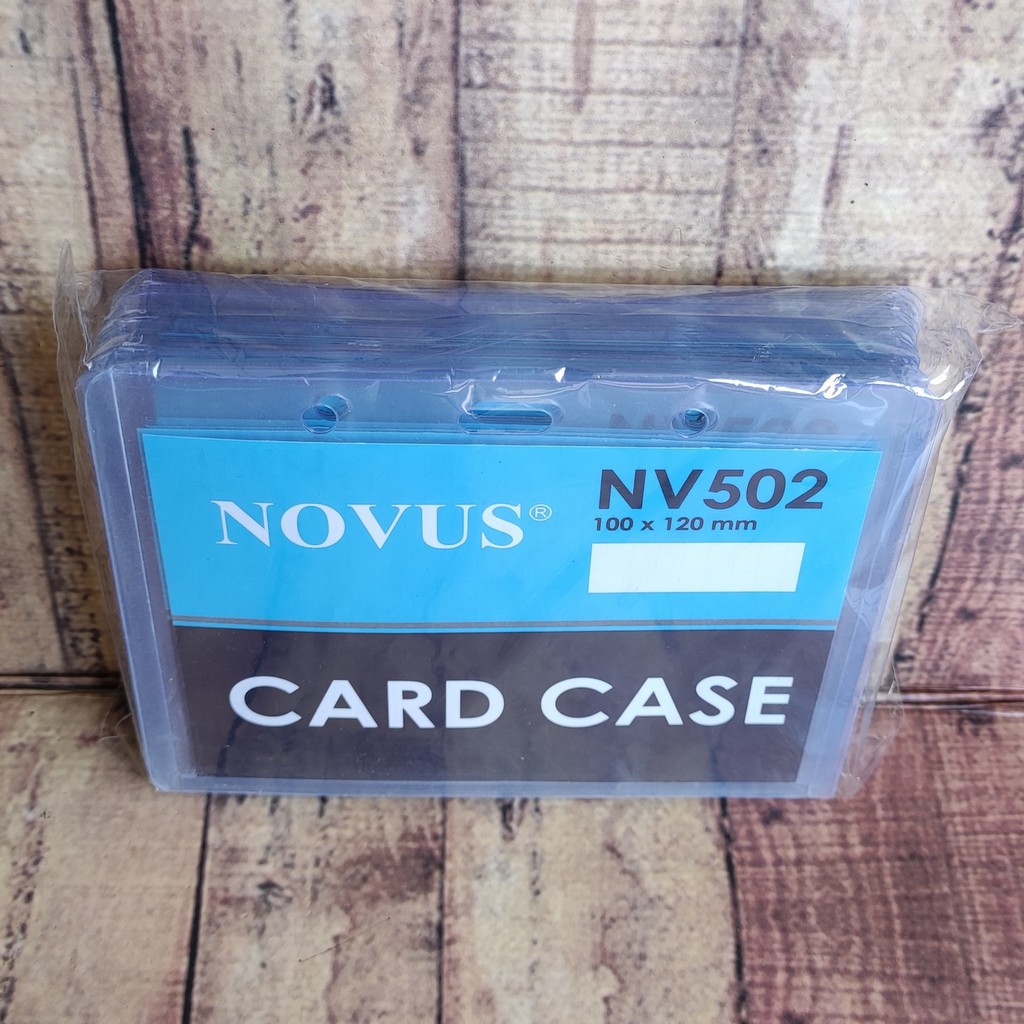 NOVUS®
NV502
100 x 120 mm
CARD CASE